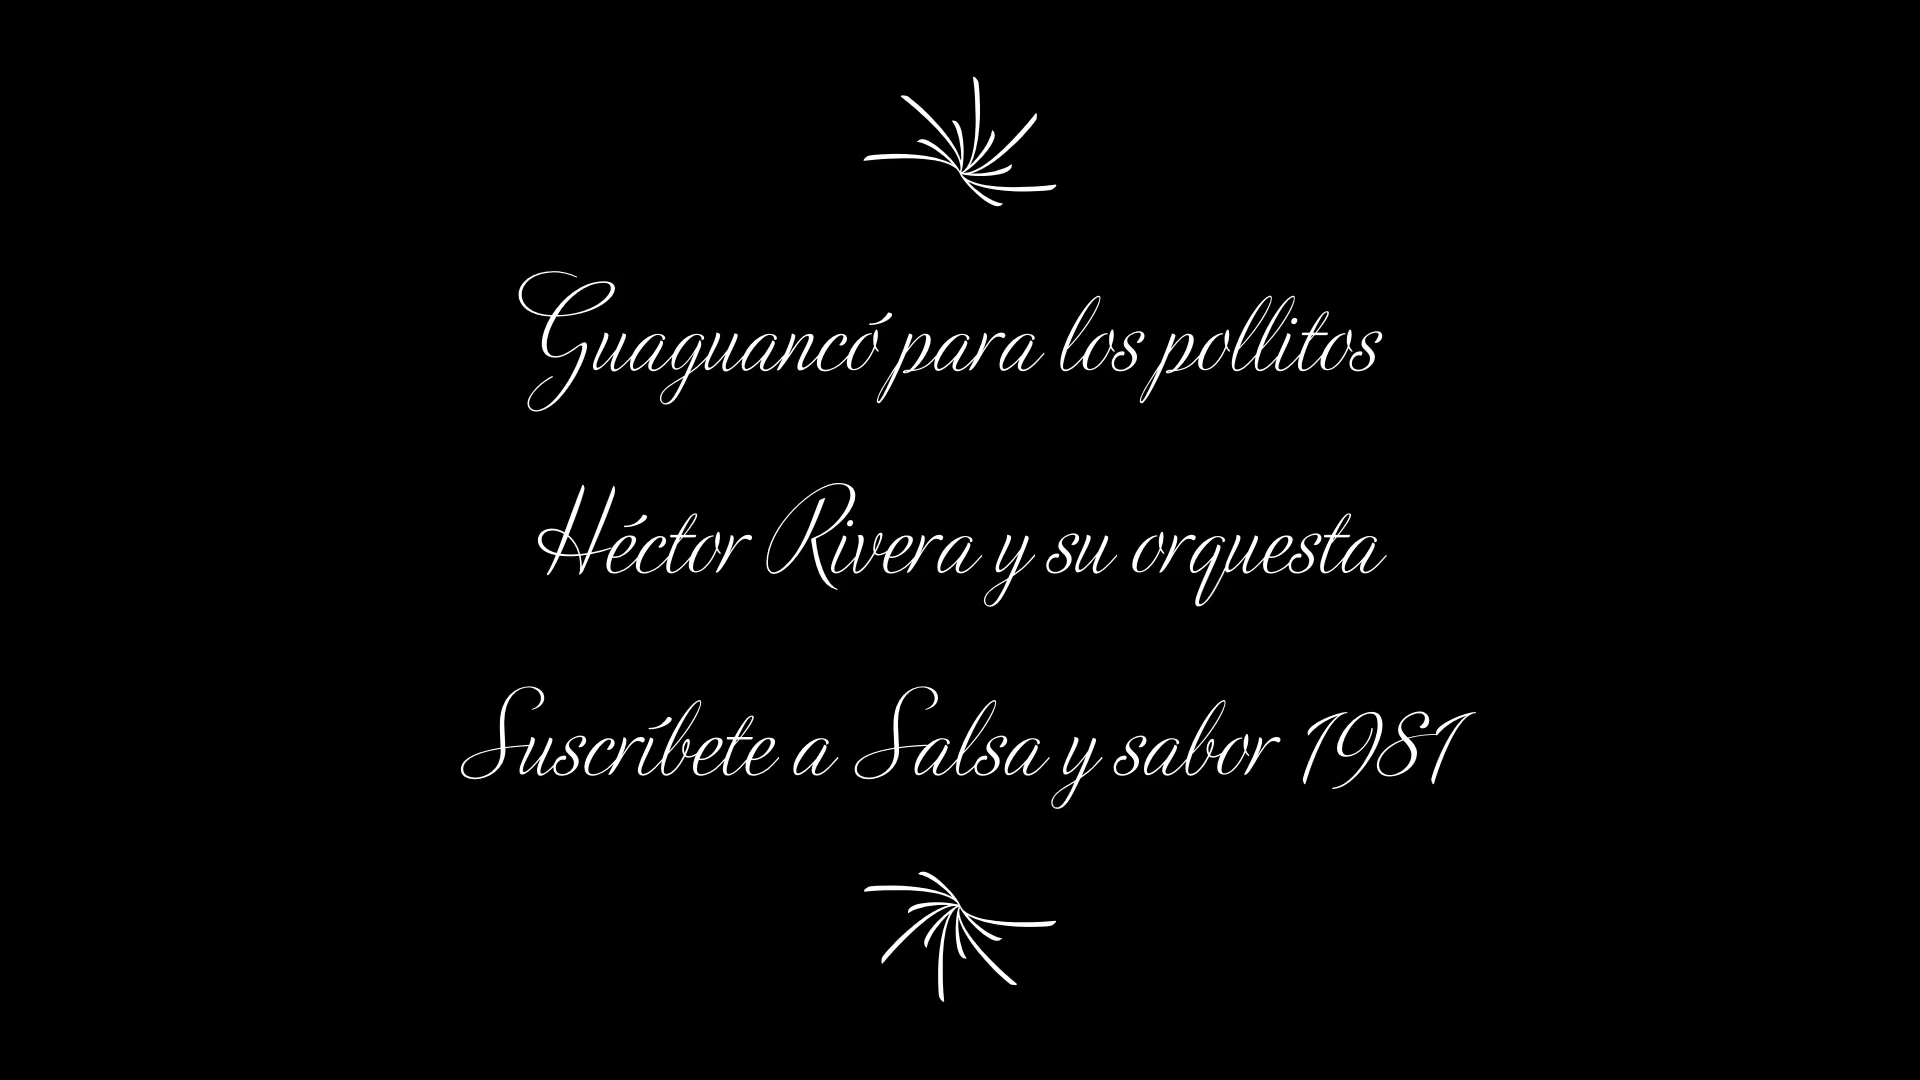 Guaguancó para los pollitos
Héctor Rivera y su orquesta
Suscríbete a Salsa y sabor 1981